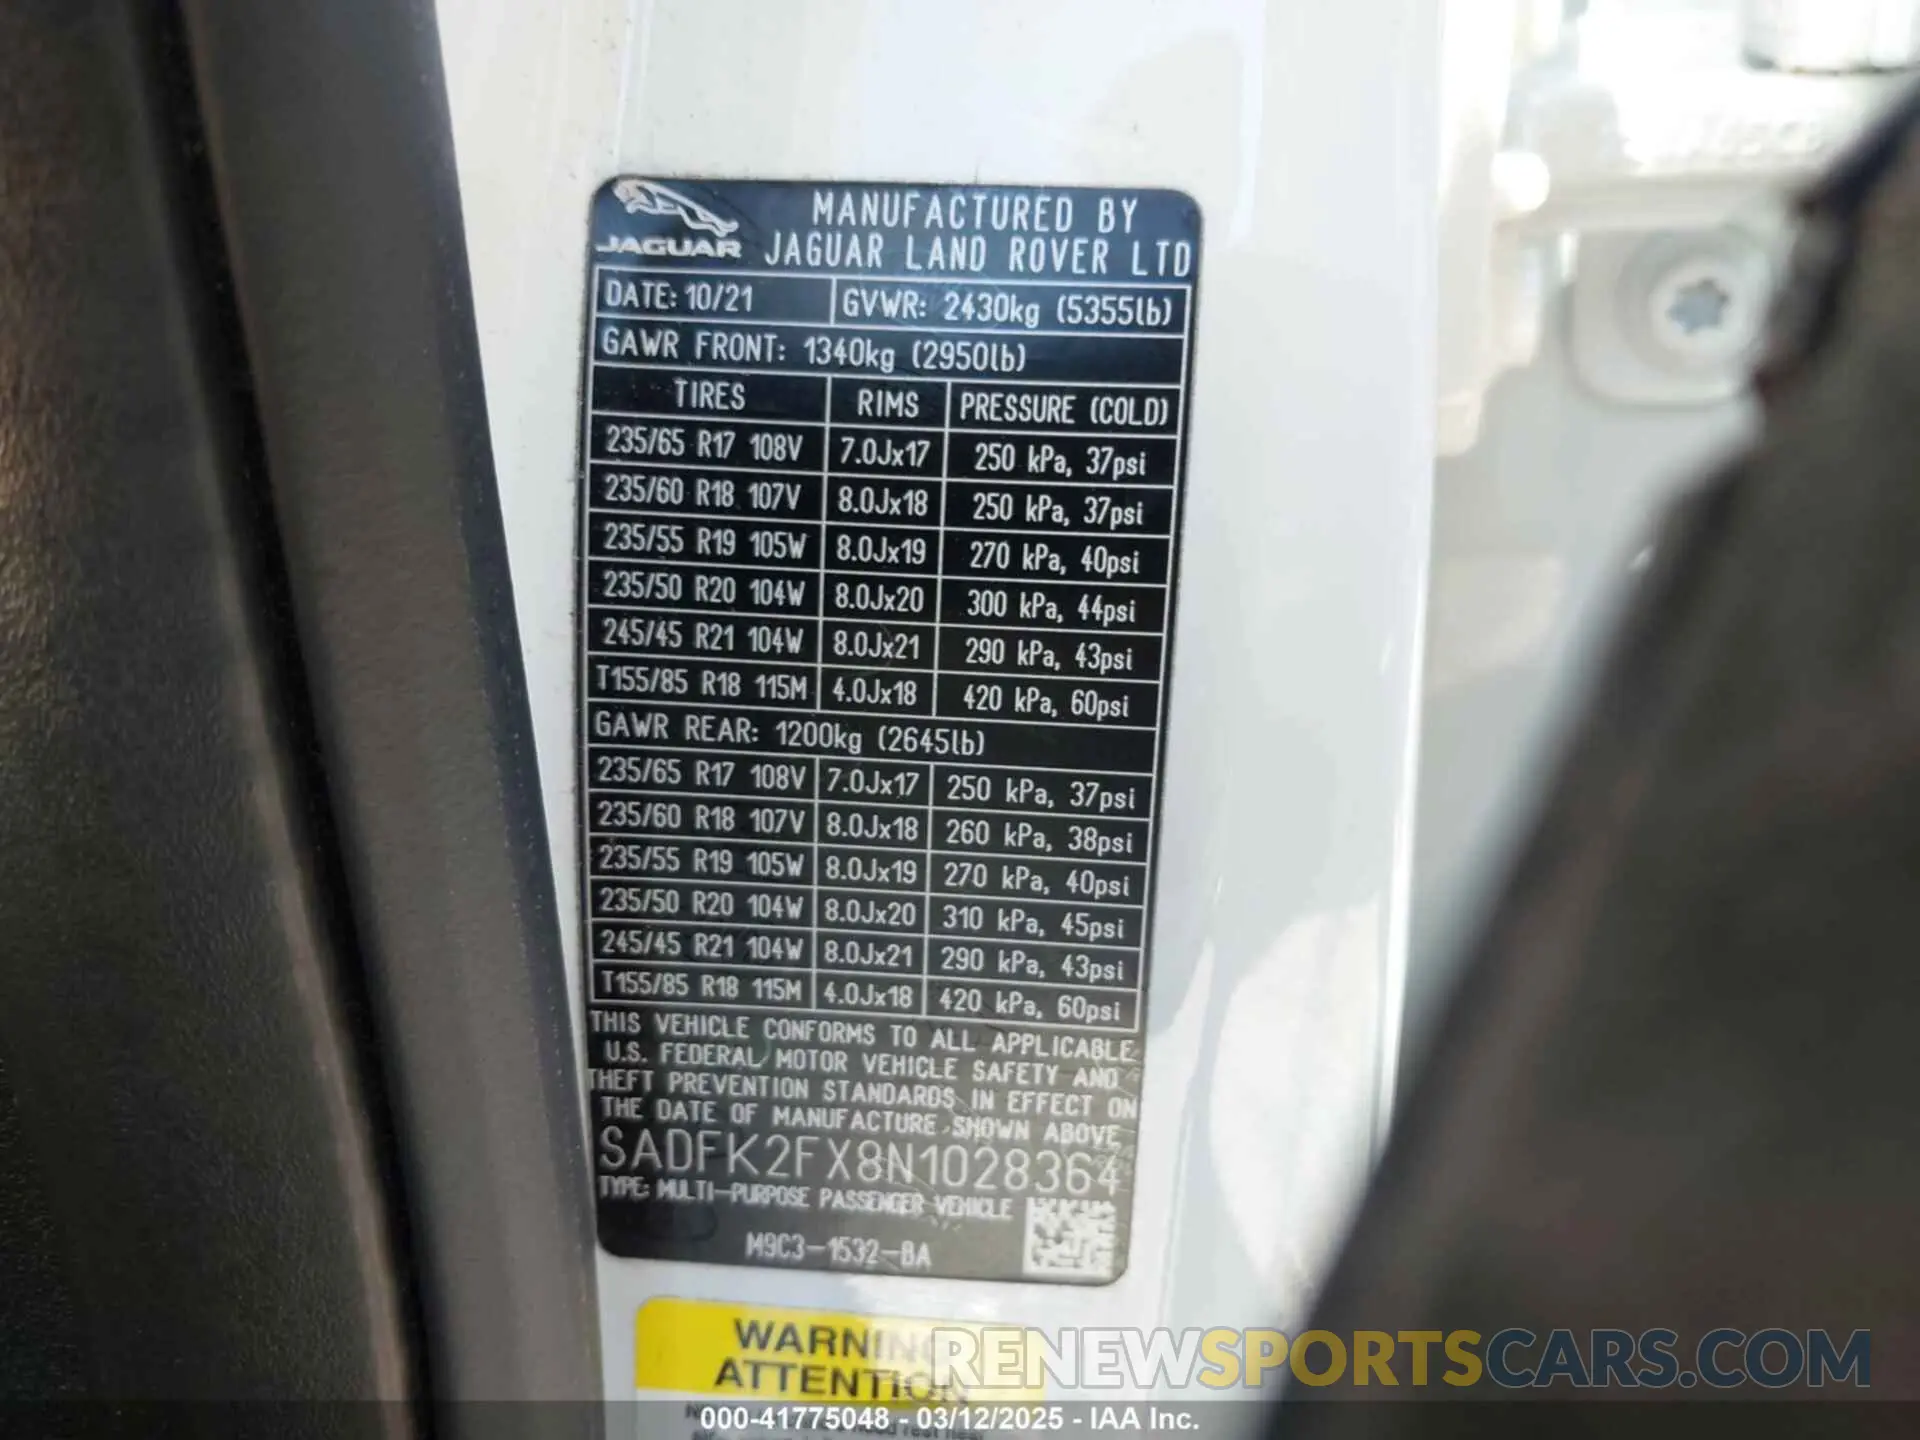 JAGUAR
MANUFACTURED BY
JAGUAR LAND ROVER LTD
DATE: 10/21 GVWR: 2430kg (5355lb)
GAWR FRONT: 1340kg (2950lb)
TIRES RIMS PRESSURE (COLD)
235/65 R17 108V 7.0Jx17 250 kPa, 37psi
235/60 R18 107V 8.0Jx18 250 kPa, 37psi
235/55 R19 105W 8.0Jx19 270 kPa, 40psi
235/50 R20 104W 8.0Jx20 300 kPa, 44psi
245/45 R21 104W 8.0Jx21 290 kPa, 43psi
T155/85 R18 115M 4.0Jx18 420 kPa, 60psi
GAWR REAR: 1200kg (2645lb)
235/65 R17 108V 7.0Jx17 250 kPa, 37psi
235/60 R18 107V 8.0Jx18 260 kPa, 38psi
235/55 R19 105W 8.0Jx19 270 kPa, 40psi
235/50 R20 104W 8.0Jx20 310 kPa, 45psi
245/45 R21 104W 8.0Jx21 290 kPa, 43psi
T155/85 R18 115M 4.0Jx18 420 kPa, 60psi
THIS VEHICLE CONFORMS TO ALL APPLICABLE
U.S. FEDERAL MOTOR VEHICLE SAFETY AND
THEFT PREVENTION STANDARDS IN EFFECT ON
THE DATE OF MANUFACTURE SHOWN ABOVE
SADFK2FX8N1028364
TYPE: MULTI-PURPOSE PASSENGER VEHICLE
M9C3-1532-BA
WARNING
ATTENTION
RENEWSPORTSCARS.COM
000-41775048 - 03/12/2025 - IAA Inc.